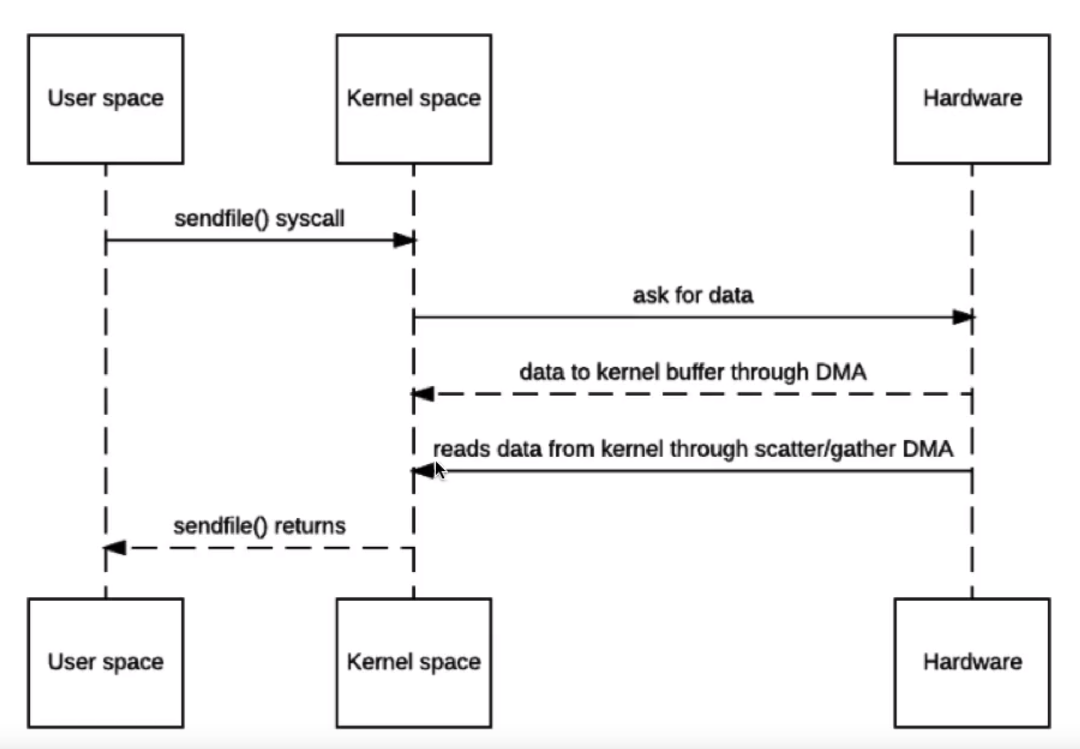 User space
Kernel space
Hardware
sendfile() syscall
ask for data
data to kernel buffer through DMA
reads data from kernel through scatter/gather DMA
sendfile() returns
User space
Kernel space
Hardware